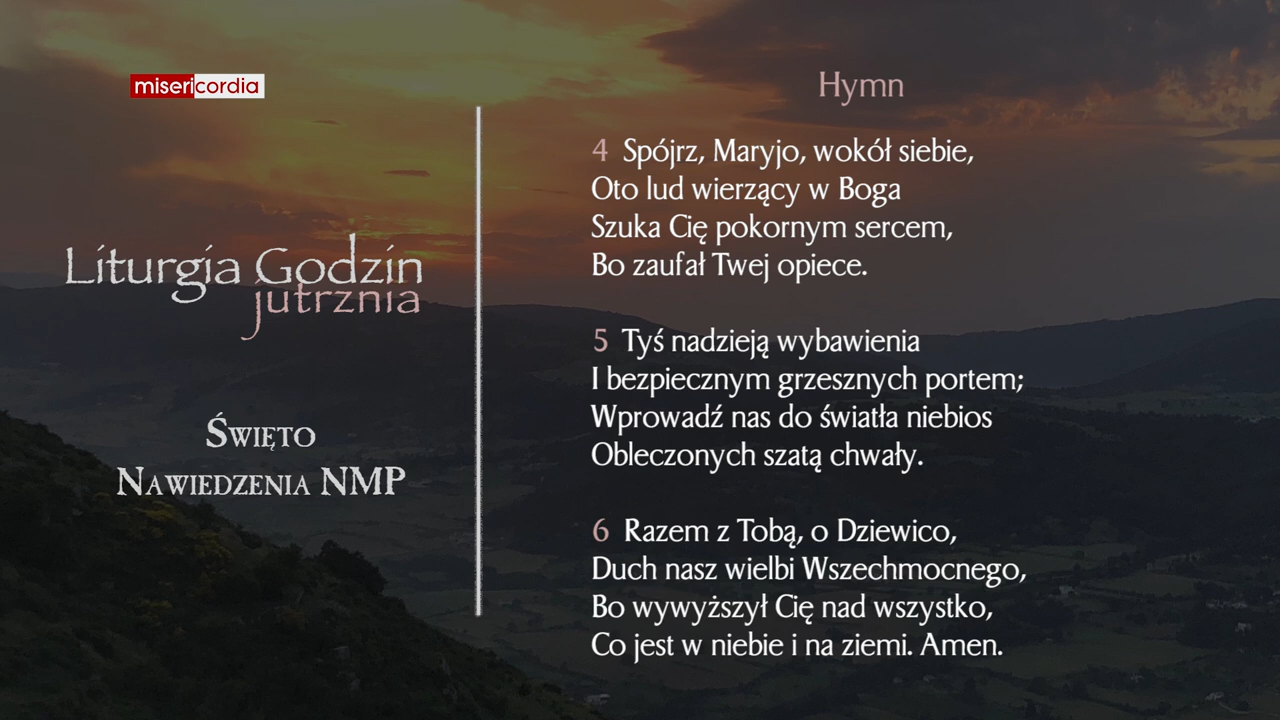 misericordia
Liturgia Godzin
jutrznia
Święto
Nawiedzenia NMP
Hymn
4 Spójrz, Maryjo, wokół siebie,
Oto lud wierzący w Boga
Szuka Cię pokornym sercem,
Bo zaufał Twej opiece.
5 Tyś nadzieją wybawienia
I bezpiecznym grzesznych portem;
Wprowadź nas do światła niebios
Obleczonych szatą chwały.
6 Razem z Tobą, o Dziewico,
Duch nasz wielbi Wszechmocnego,
Bo wywyższył Cię nad wszystko,
Co jest w niebie i na ziemi. Amen.